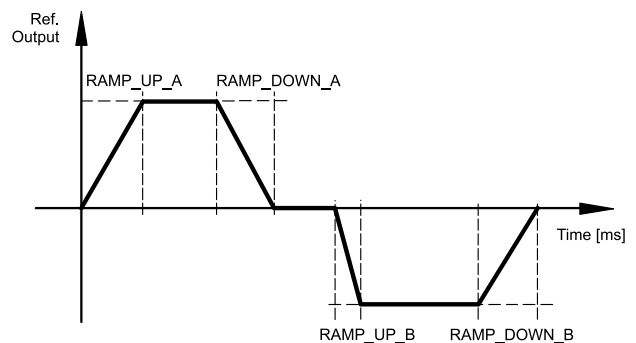 Ref.
Output
RAMP_UP_A
RAMP_DOWN_A
Time [ms]
RAMP_UP_B
RAMP_DOWN_B